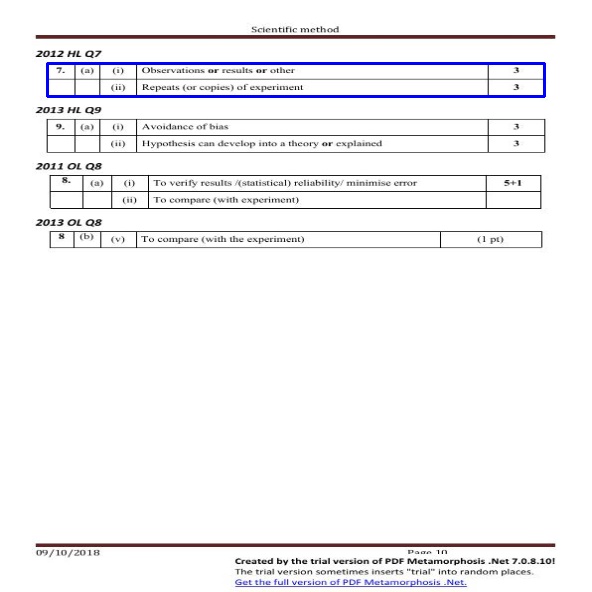 Scientific method
2012 HL Q7
7. (a) (i) Observations or results or other 3
(ii) Repeats (or copies) of experiment 3
2013 HL Q9
9. (a) (i) Avoidance of bias 3
(ii) Hypothesis can develop into a theory or explained 3
2011 OL Q8
8. (a) (i) To verify results /(statistical) reliability/ minimise error 5+1
(ii) To compare (with experiment)
2013 OL Q8
8 (b) (v) To compare (with the experiment) (1 pt)
09/10/2018 Page 10
Created by the trial version of PDF Metamorphosis .Net 7.0.8.10!
The trial version sometimes inserts "trial" into random places.
Get the full version of PDF Metamorphosis .Net.